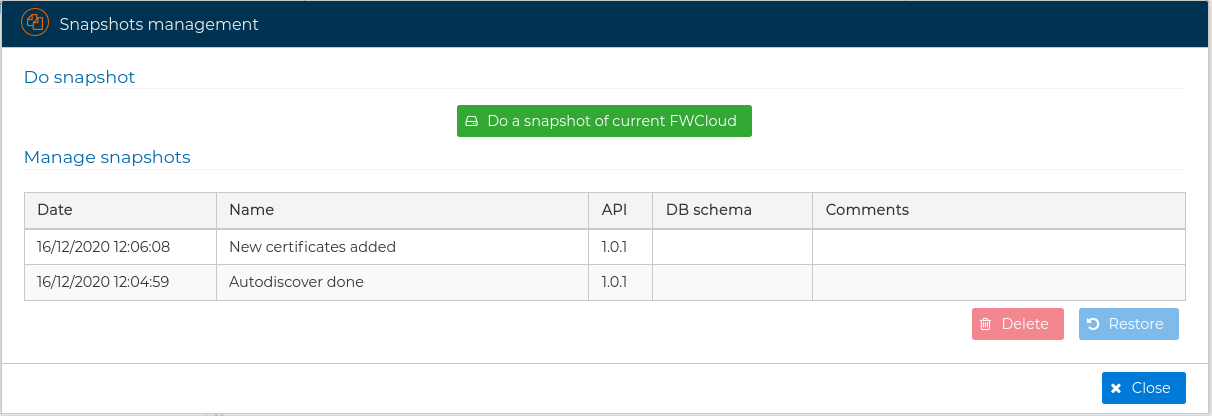 Snapshots management
Do snapshot
Do a snapshot of current FWCloud
Manage snapshots
Date Name API DB schema Comments
16/12/2020 12:06:08 New certificates added 1.0.1
16/12/2020 12:04:59 Autodiscover done 1.0.1
Delete Restore
Close